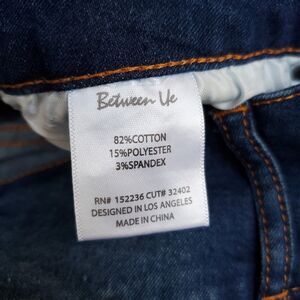 Between Us
82%COTTON
15%POLYESTER
3%SPANDEX
RN# 152236 CUT# 32402
DESIGNED IN LOS ANGELES
MADE IN CHINA